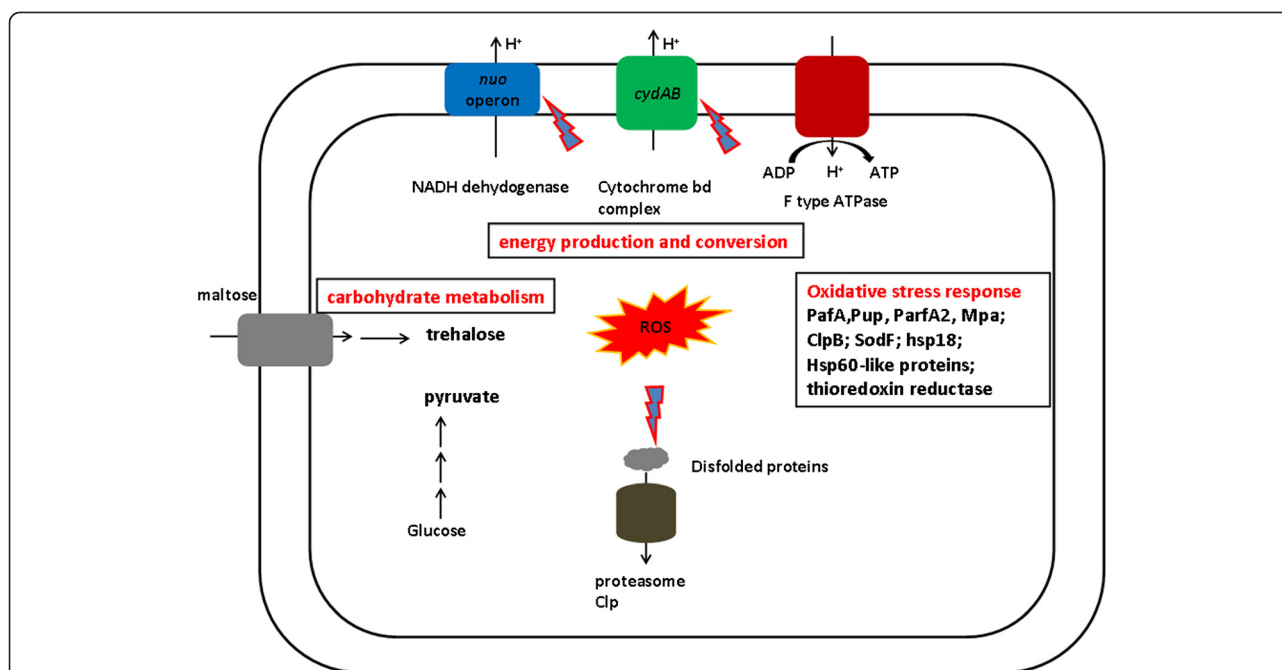 H⁺
H⁺
nuo
operon
cydAB
ADP
H⁺
ATP
NADH dehydogenase
Cytochrome bd
complex
F type ATPase
energy production and conversion
maltose
carbohydrate metabolism
trehalose
ROS
Oxidative stress response
PafA,Pup, ParfA2, Mpa;
ClpB; SodF; hsp18;
Hsp60-like proteins;
thioredoxin reductase
pyruvate
Glucose
Disfolded proteins
proteasome
Clp